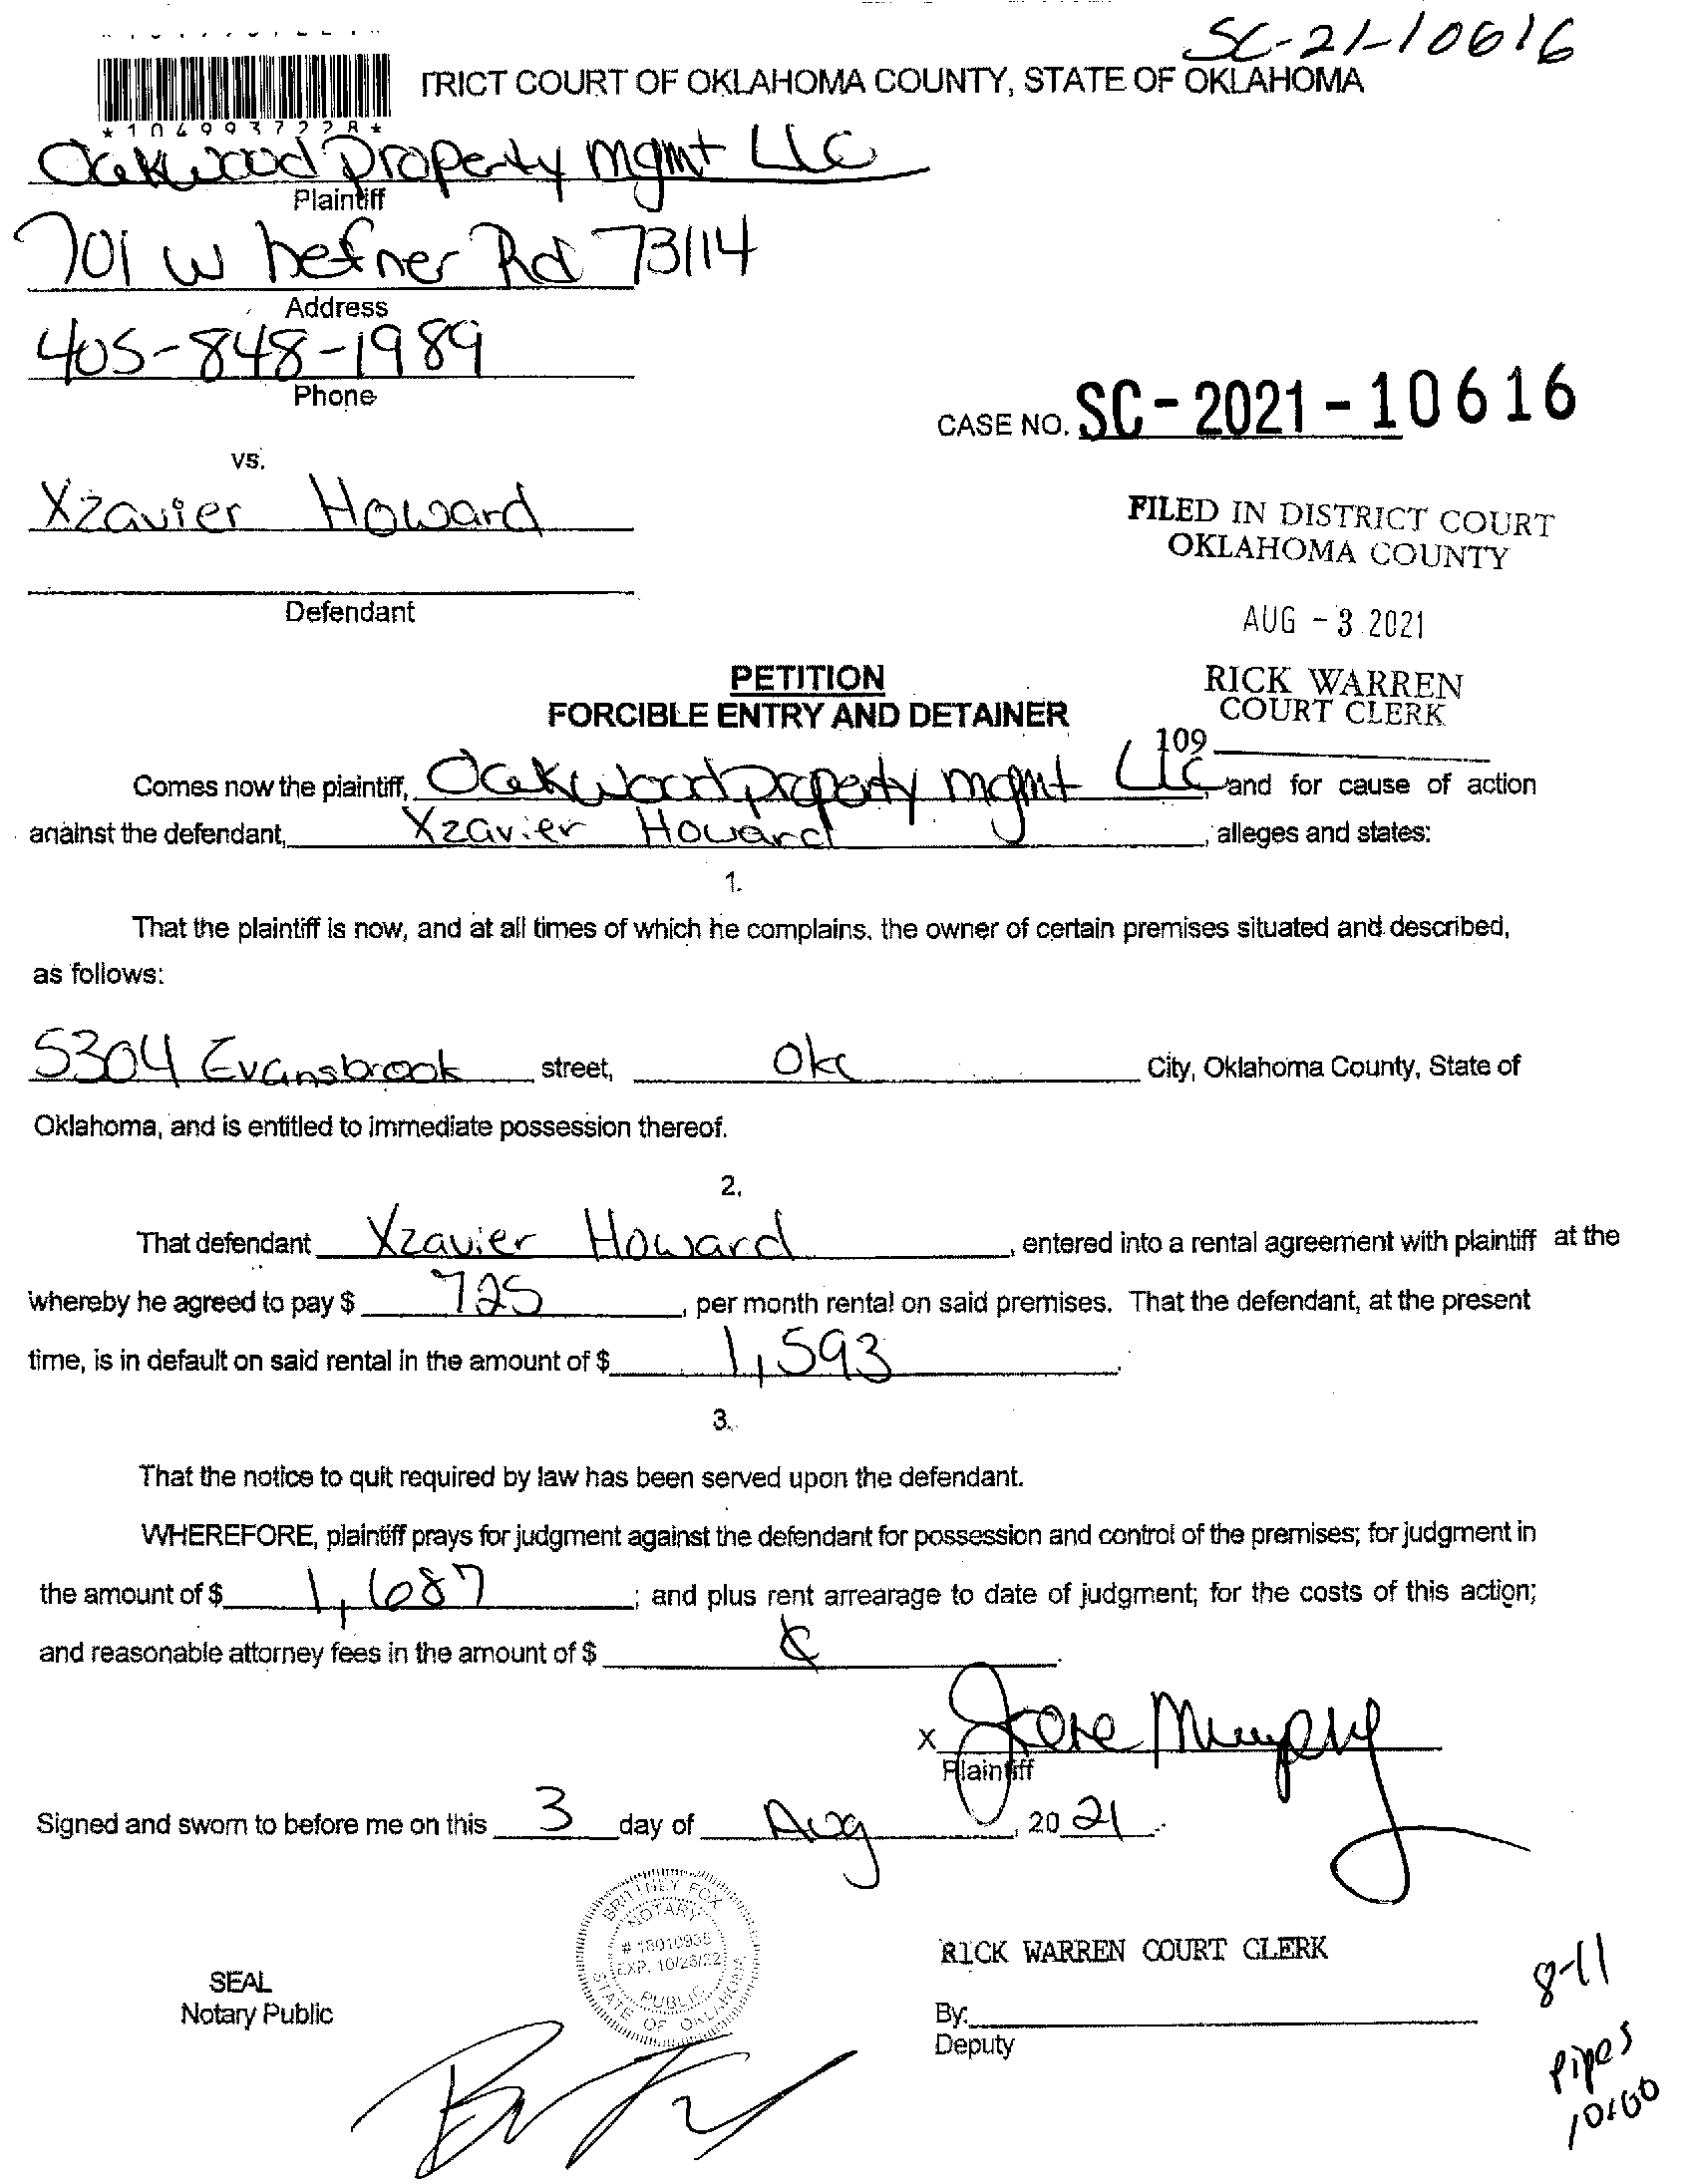 SC-21-10616
TRICT COURT OF OKLAHOMA COUNTY, STATE OF OKLAHOMA
Oakwood Property mgmt LLC
Plaintiff
701 W hefner Rd 73114
Address
405-848-1989
Phone
CASE NO. SC-2021-10616
vs.
Xzavier Howard
FILED IN DISTRICT COURT
OKLAHOMA COUNTY
Defendant
AUG - 3 2021
PETITION
RICK WARREN
COURT CLERK
FORCIBLE ENTRY AND DETAINER
109
Comes now the plaintiff, Oakwood property mgmt LLC, and for cause of action
against the defendant, Xzavier Howard, alleges and states:
1.
That the plaintiff is now, and at all times of which he complains, the owner of certain premises situated and described,
as follows:
5304 Evansbrook street, Okc City, Oklahoma County, State of
Oklahoma, and is entitled to immediate possession thereof.
2.
That defendant Xzavier Howard, entered into a rental agreement with plaintiff at the
whereby he agreed to pay $ 725, per month rental on said premises. That the defendant, at the present
time, is in default on said rental in the amount of $ 1,593.
3.
That the notice to quit required by law has been served upon the defendant.
WHEREFORE, plaintiff prays for judgment against the defendant for possession and control of the premises; for judgment in
the amount of $ 1,687; and plus rent arrearage to date of judgment; for the costs of this action;
and reasonable attorney fees in the amount of $
X Murphy
Plaintiff
Signed and sworn to before me on this 3 day of Aug, 2021.
BRITTNEY FOX
NOTARY
# 18010938
EXP. 10/26/22
PUBLIC
STATE OF OKLAHOMA
RICK WARREN COURT CLERK
SEAL
Notary Public
By:
Deputy
8-11
Pipes
10:00